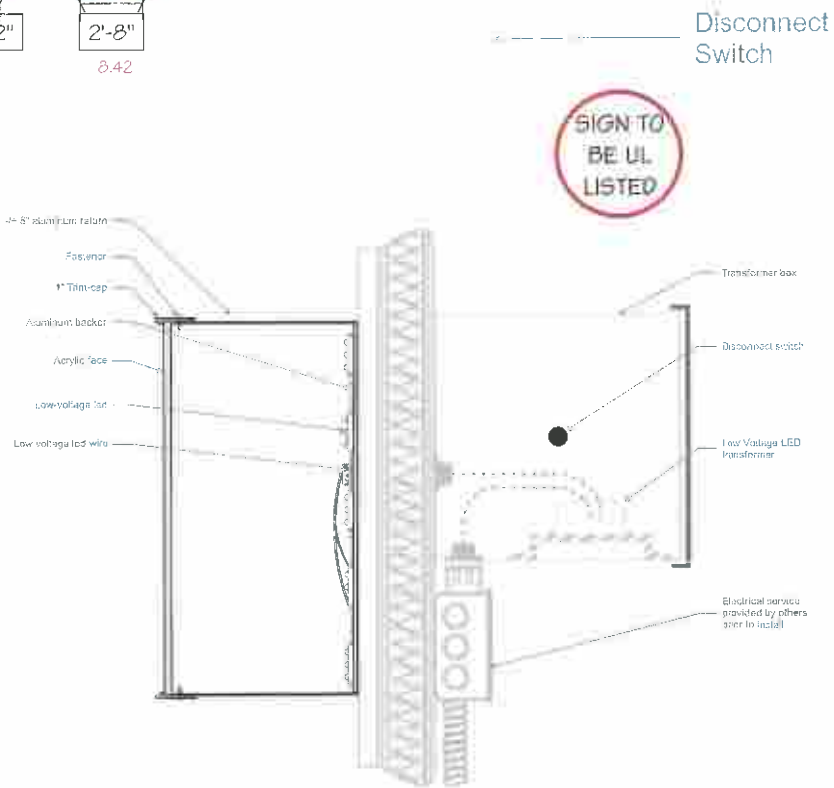 2"
2'-8"
8.42
Disconnect
Switch
SIGN TO
BE UL
LISTED
5" aluminum return
Fastener
1" Trim-cap
Aluminum backer
Acrylic face
Low-voltage led
Low voltage led wire
Transformer box
Disconnect switch
Low Voltage LED
transformer
Electrical service
provided by others
prior to install